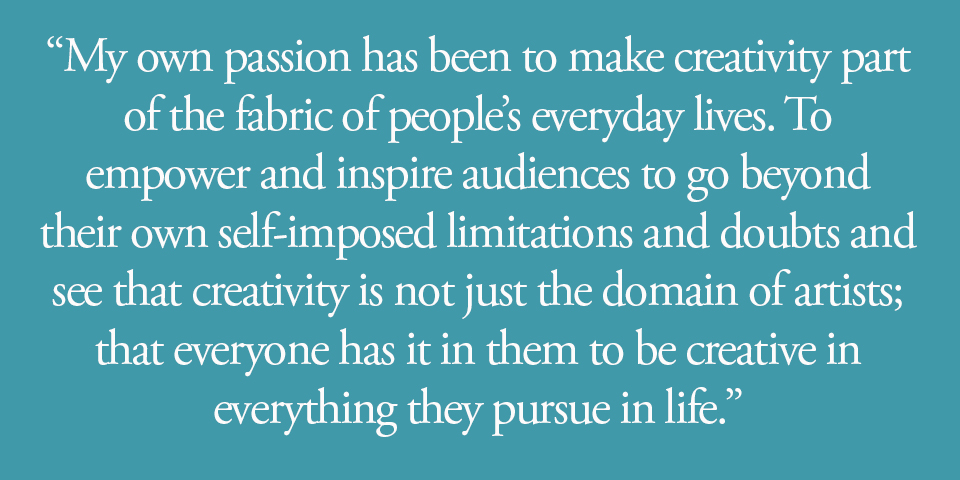 “My own passion has been to make creativity part
of the fabric of people’s everyday lives. To
empower and inspire audiences to go beyond
their own self-imposed limitations and doubts and
see that creativity is not just the domain of artists;
that everyone has it in them to be creative in
everything they pursue in life.”